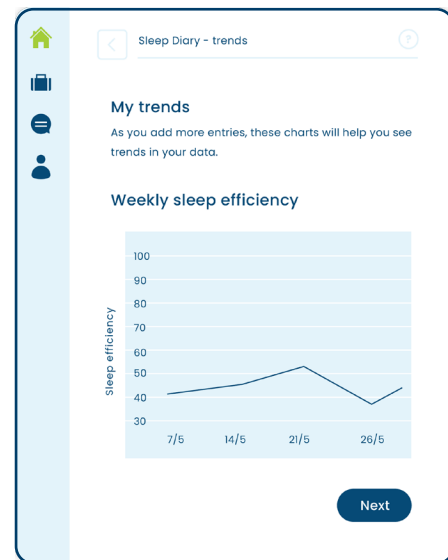 Sleep Diary - trends
?
My trends
As you add more entries, these charts will help you see
trends in your data.
Weekly sleep efficiency
Sleep efficiency
100
90
80
70
60
50
40
30
7/5 14/5 21/5 26/5
Next